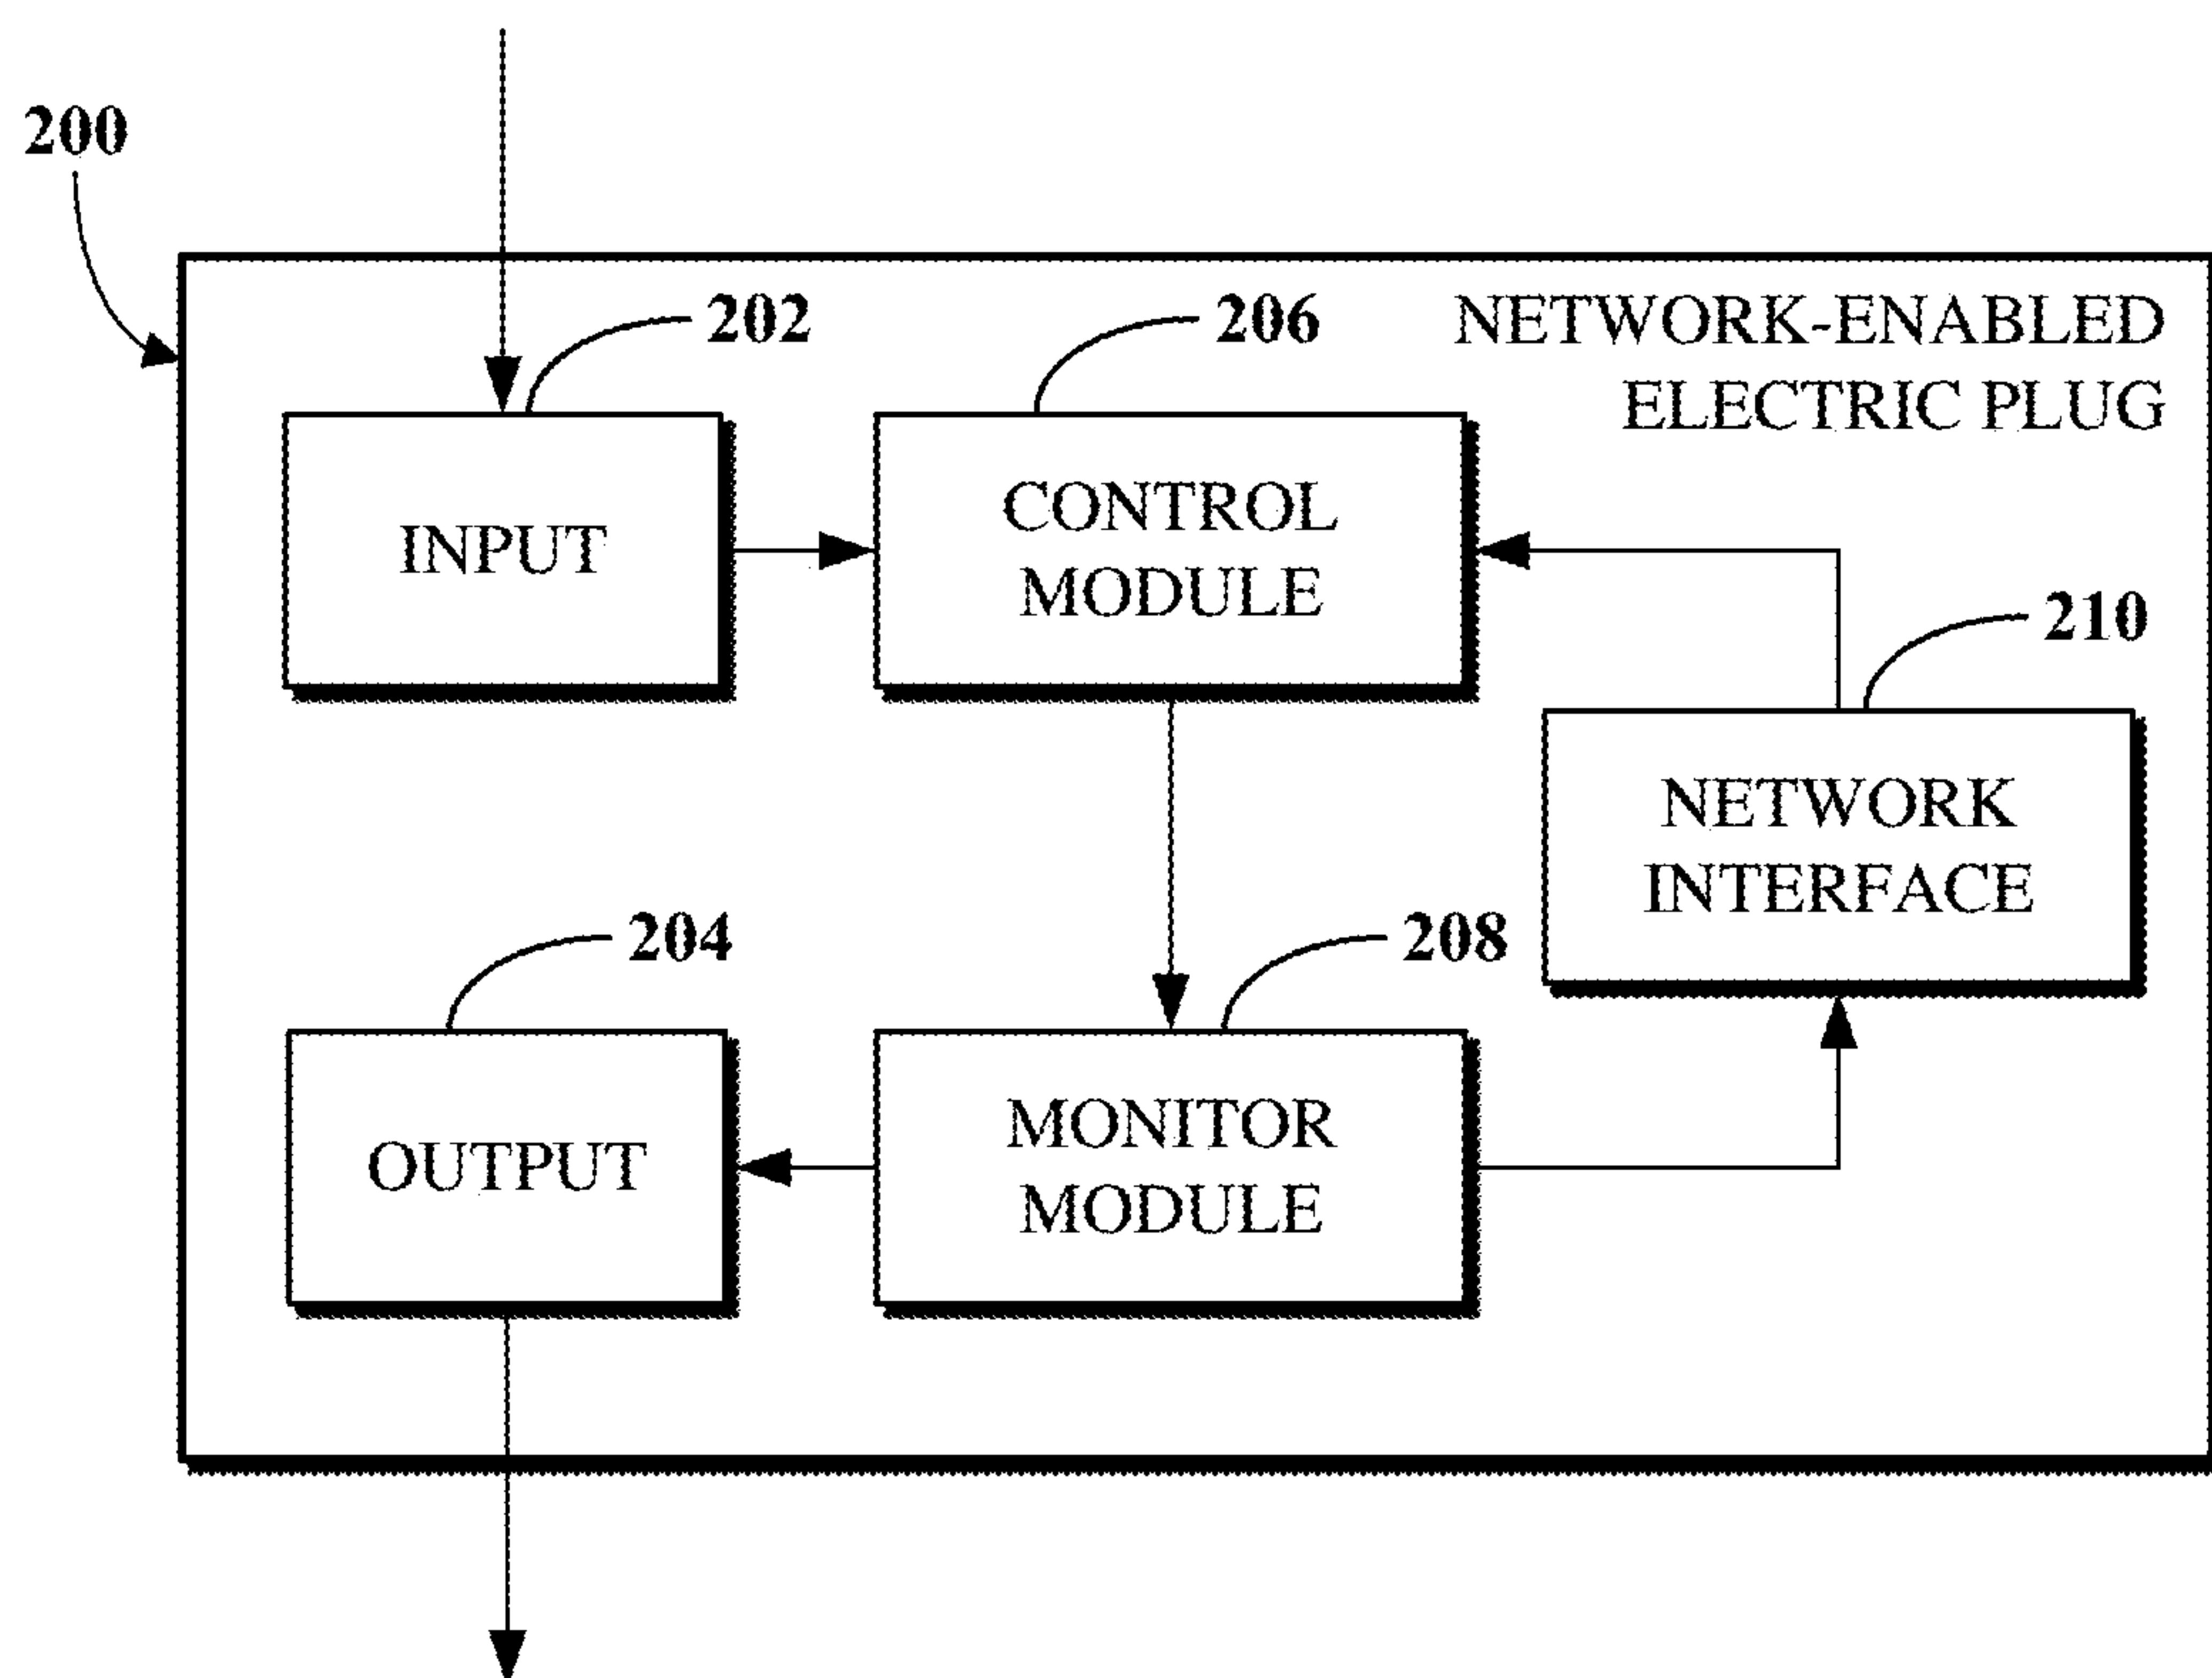 200
202
206
NETWORK-ENABLED
ELECTRIC PLUG
INPUT
CONTROL
MODULE
210
NETWORK
INTERFACE
204
208
OUTPUT
MONITOR
MODULE